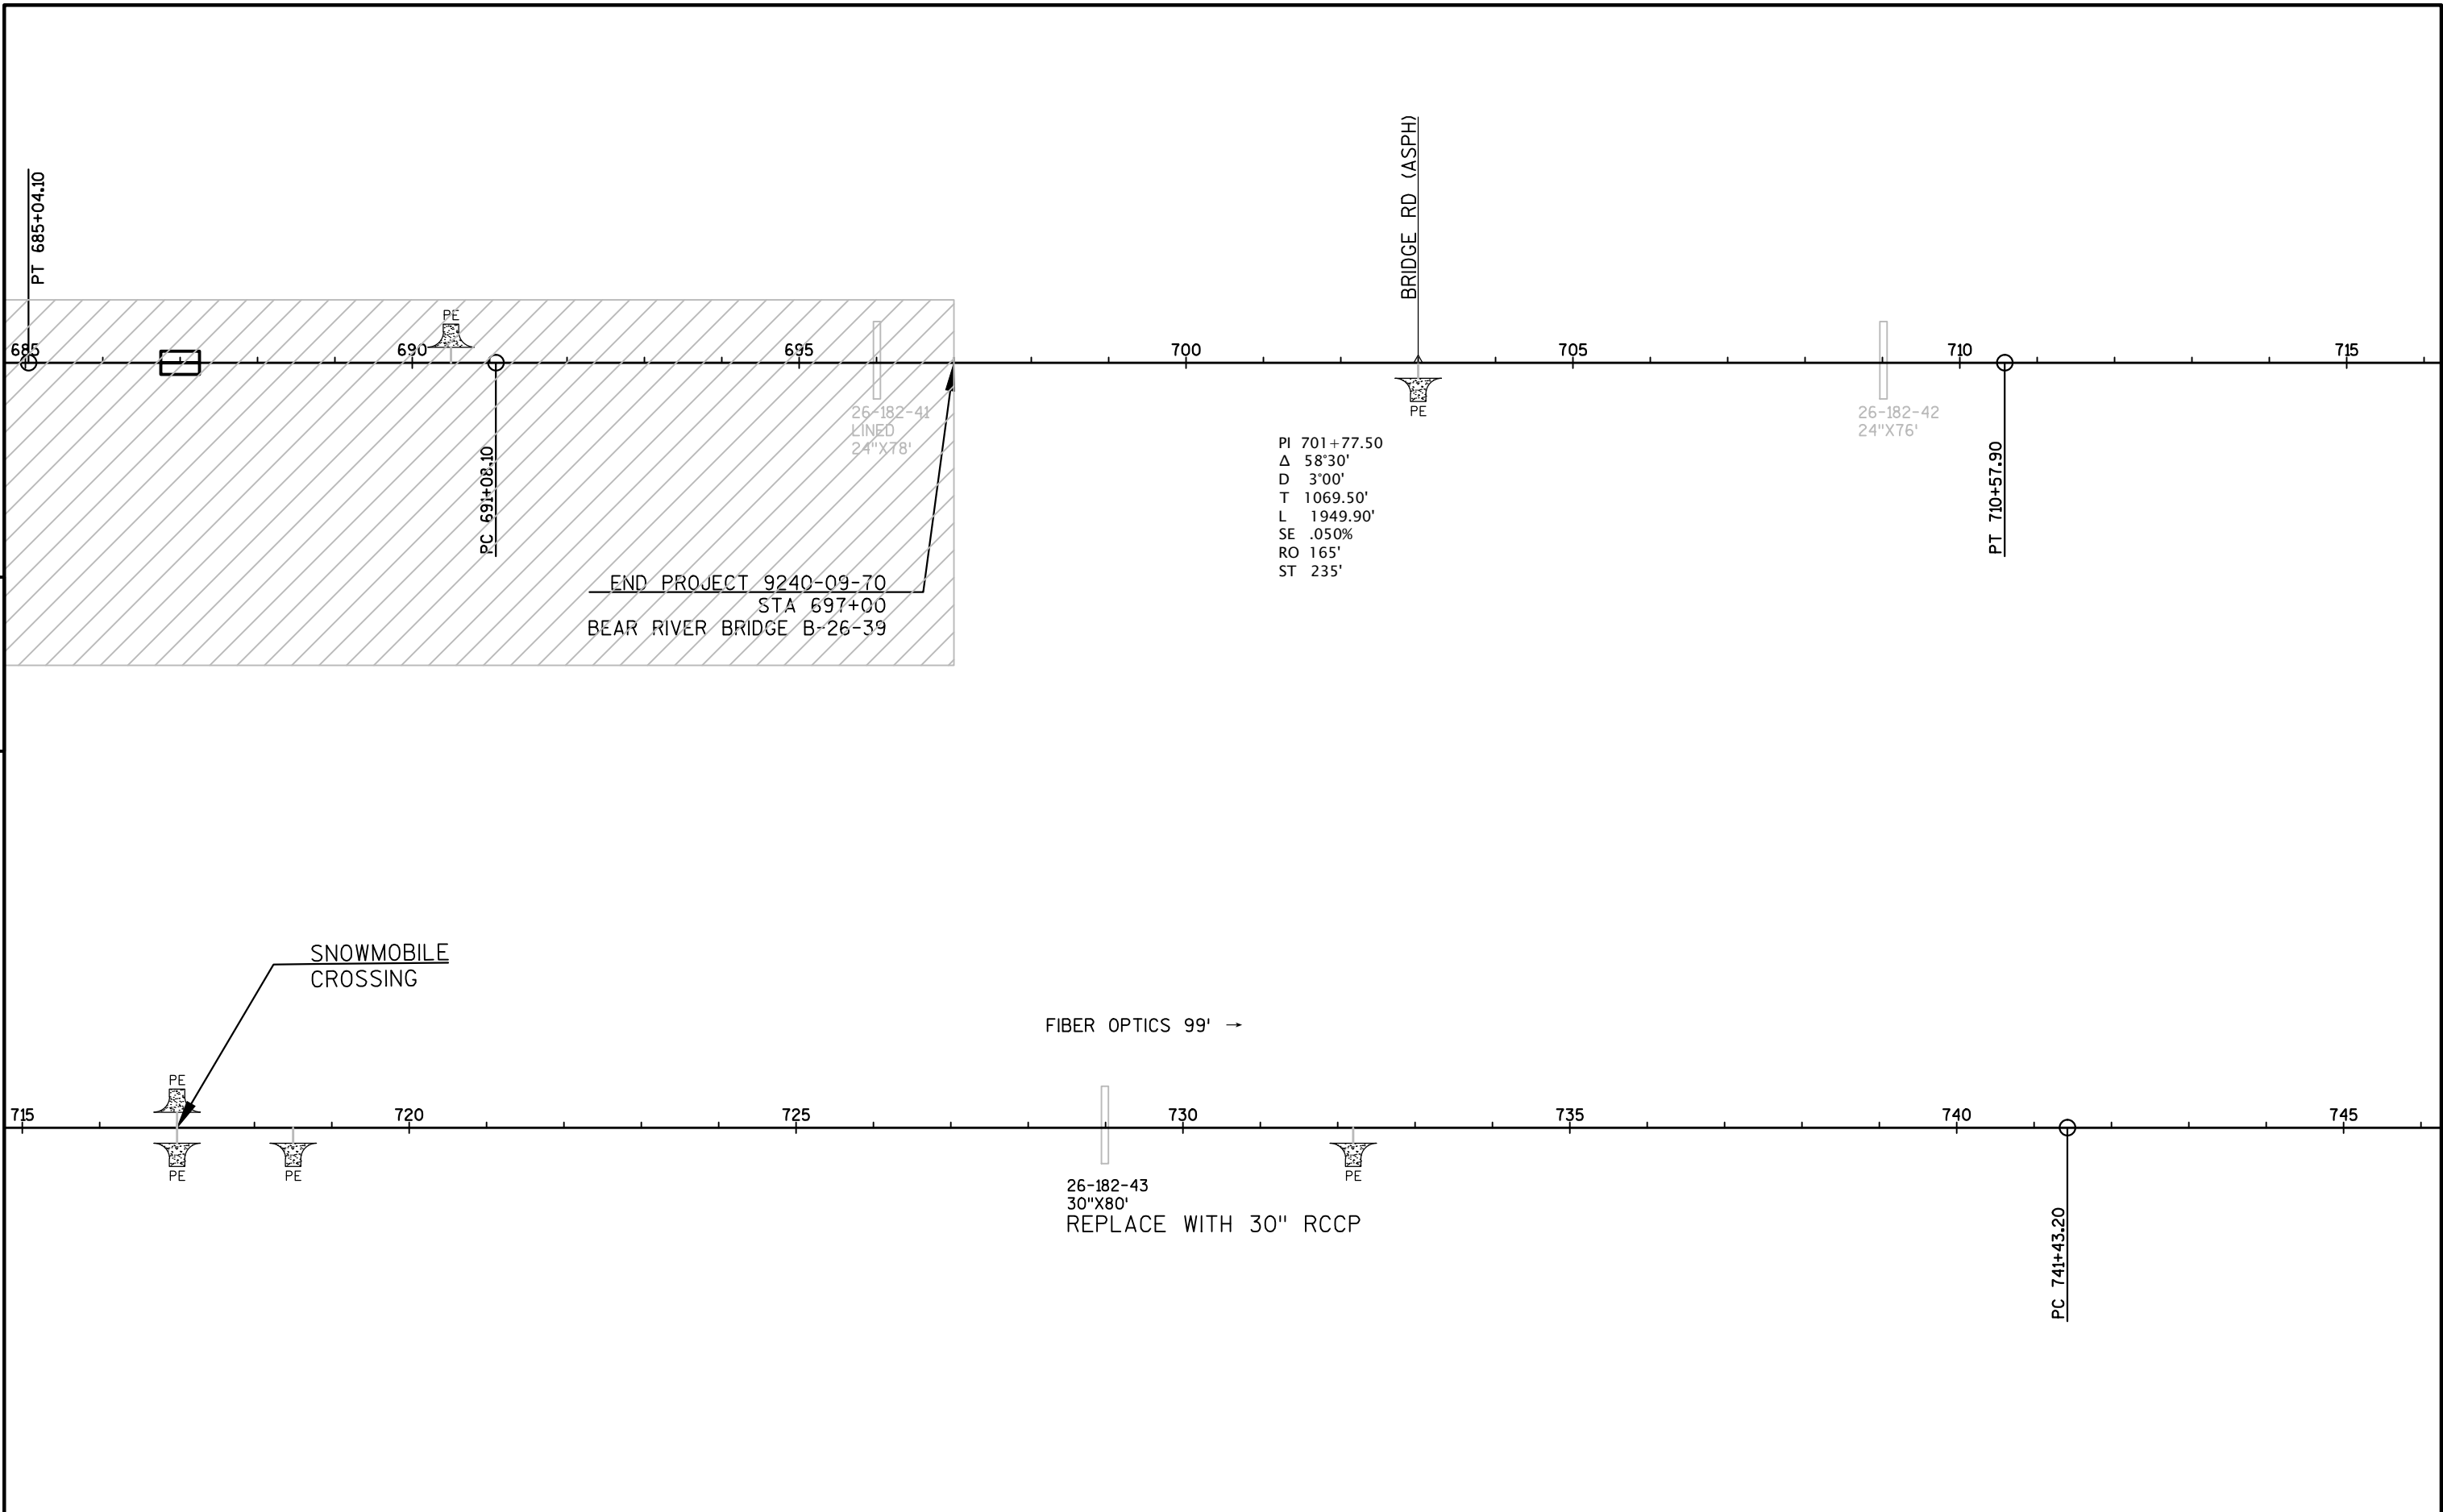 PT 685+04.10
BRIDGE RD (ASPH)
PE
685
690
695
700
705
710
715
PE
26-182-41
LINED
24"X78'
26-182-42
24"X76'
PC 691+08.10
PI 701+77.50
Δ 58°30'
D 3°00'
T 1069.50'
L 1949.90'
SE .050%
RO 165'
ST 235'
PT 710+57.90
END PROJECT 9240-09-70
STA 697+00
BEAR RIVER BRIDGE B-26-39
SNOWMOBILE
CROSSING
FIBER OPTICS 99' →
PE
715
720
725
730
735
740
745
PE
PE
PE
26-182-43
30"X80'
REPLACE WITH 30" RCCP
PC 741+43.20